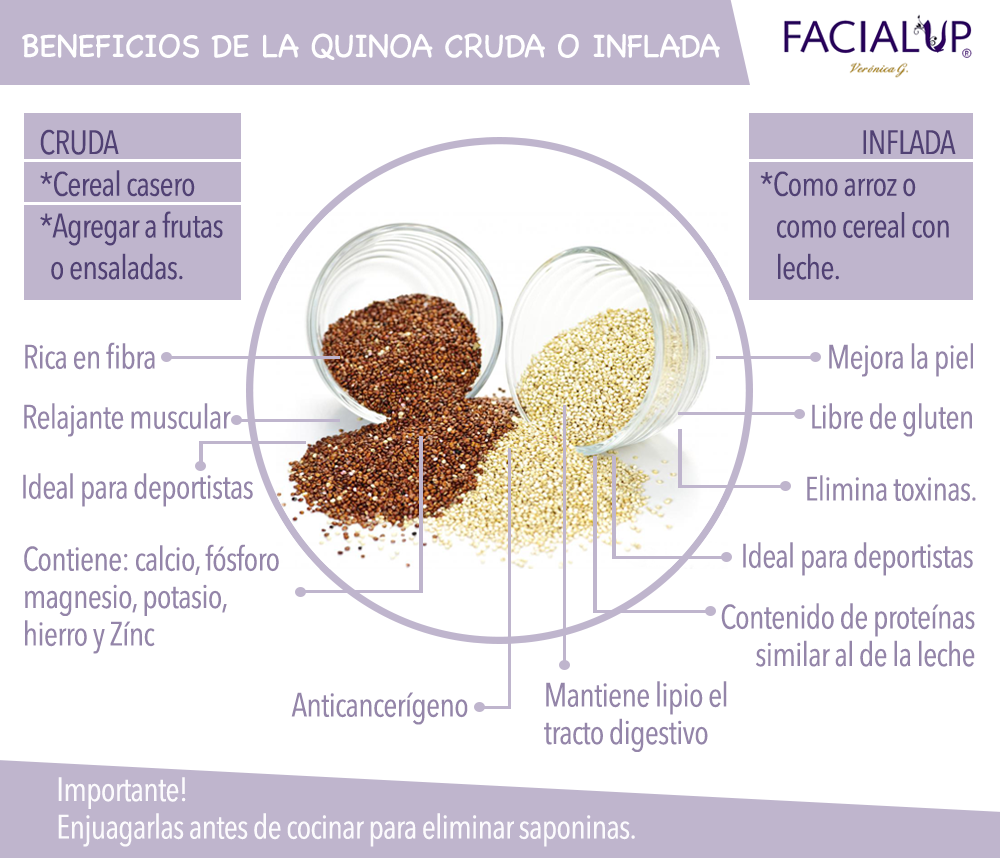 BENEFICIOS DE LA QUINOA CRUDA O INFLADA
FACIALUP®
Verónica G.
CRUDA
*Cereal casero
*Agregar a frutas
o ensaladas.
INFLADA
*Como arroz o
como cereal con
leche.
Rica en fibra
Relajante muscular
Ideal para deportistas
Contiene: calcio, fósforo
magnesio, potasio,
hierro y Zínc
Anticancerígeno
Mejora la piel
Libre de gluten
Elimina toxinas.
Ideal para deportistas
Contenido de proteínas
similar al de la leche
Mantiene lipio el
tracto digestivo
Importante!
Enjuagarlas antes de cocinar para eliminar saponinas.